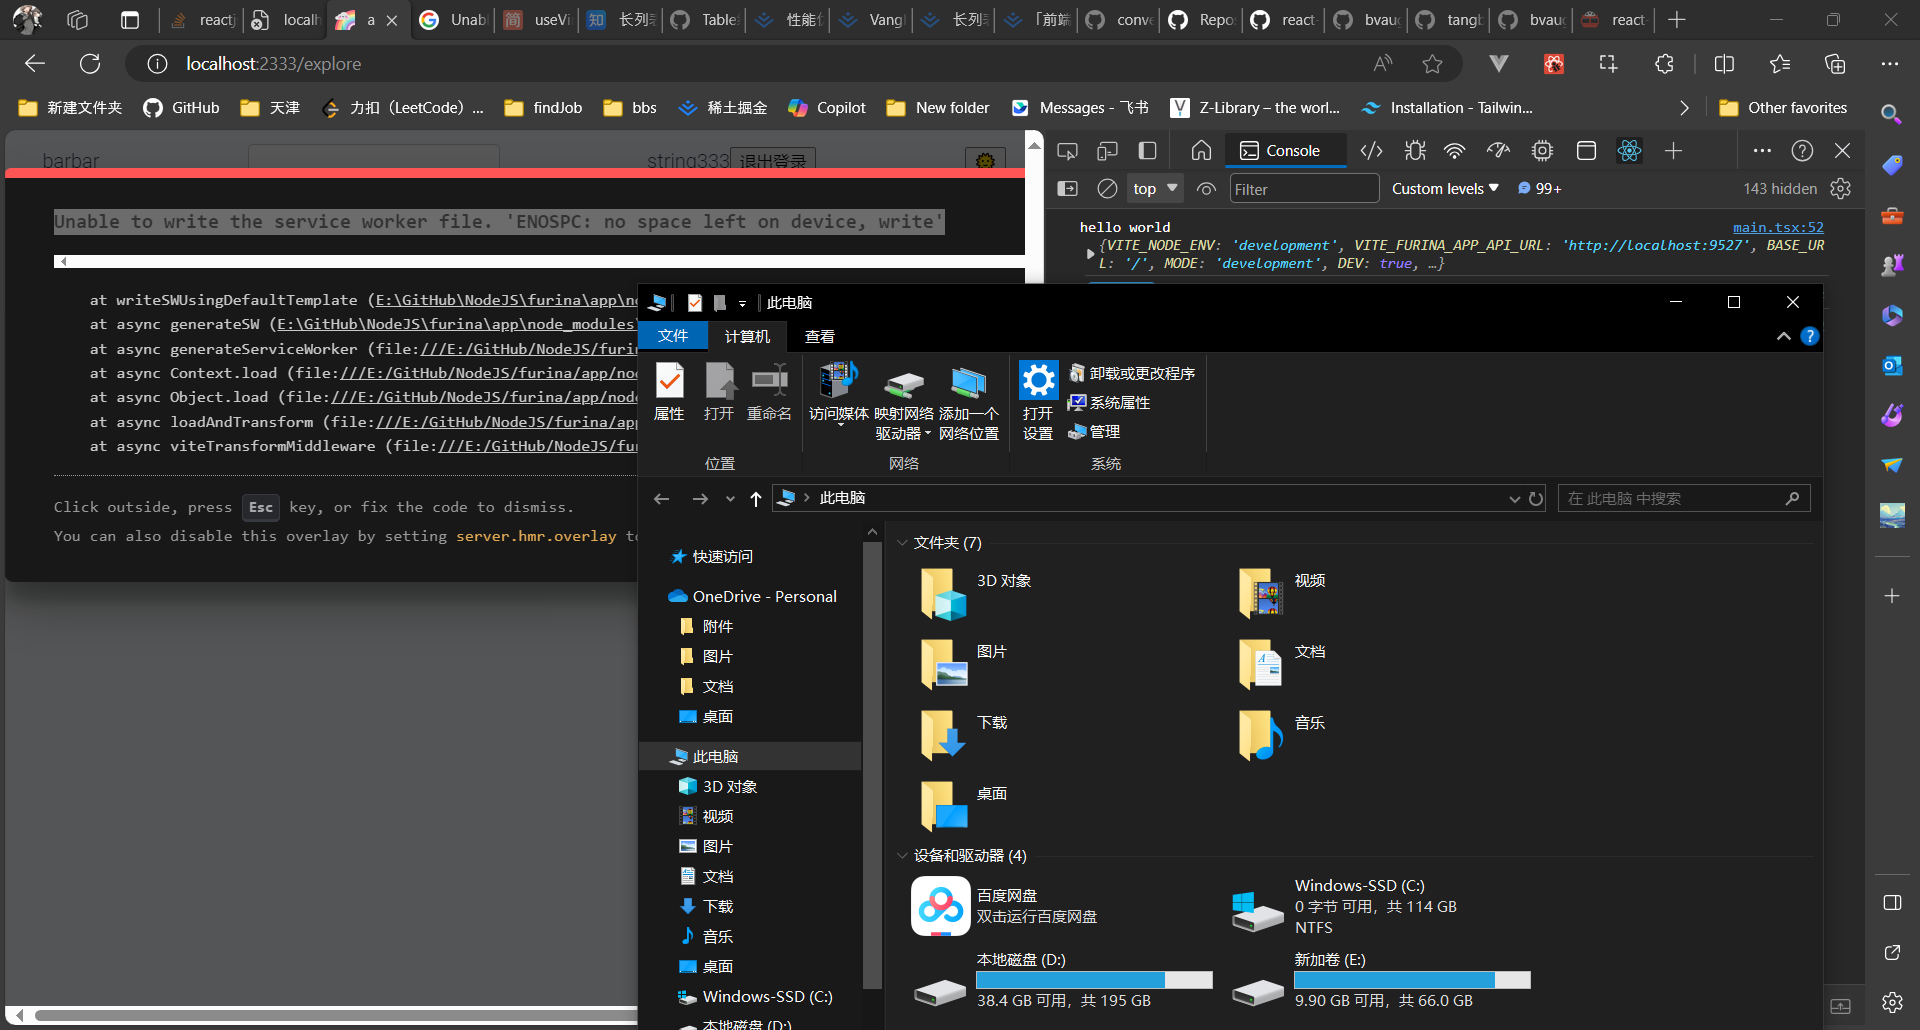 reactj
localh
a
Unabl
useVi
长列表
Table
性能优
Vangl
长列表
「前端
conve
Repo
react-
bvaug
tangb
bvaug
react-
localhost:2333/explore
新建文件夹
GitHub
天津
力扣（LeetCode）...
findJob
bbs
稀土掘金
Copilot
New folder
Messages - 飞书
Z-Library – the worl...
Installation - Tailwin...
Other favorites
barbar
string333
退出登录
Unable to write the service worker file. 'ENOSPC: no space left on device, write'
at writeSWUsingDefaultTemplate (E:\GitHub\NodeJS\furina\app\no
at async generateSW (E:\GitHub\NodeJS\furina\app\node_modules\
at async generateServiceWorker (file:///E:/GitHub/NodeJS/furin
at async Context.load (file:///E:/GitHub/NodeJS/furina/app/nod
at async Object.load (file:///E:/GitHub/NodeJS/furina/app/node
at async loadAndTransform (file:///E:/GitHub/NodeJS/furina/app
at async viteTransformMiddleware (file:///E:/GitHub/NodeJS/fur
Click outside, press Esc key, or fix the code to dismiss.
You can also disable this overlay by setting server.hmr.overlay to
Console
top
Filter
Custom levels
99+
143 hidden
hello world
main.tsx:52
{VITE_NODE_ENV: 'development', VITE_FURINA_APP_API_URL: 'http://localhost:9527', BASE_UR
L: '/', MODE: 'development', DEV: true, …}
此电脑
文件
计算机
查看
属性
打开
重命名
访问媒体
映射网络
驱动器
添加一个
网络位置
打开
设置
卸载或更改程序
系统属性
管理
位置
网络
系统
此电脑
在 此电脑 中搜索
快速访问
OneDrive - Personal
附件
图片
文档
桌面
此电脑
3D 对象
视频
图片
文档
下载
音乐
桌面
Windows-SSD (C:)
本地磁盘 (D:)
文件夹 (7)
3D 对象
视频
图片
文档
下载
音乐
桌面
设备和驱动器 (4)
百度网盘
双击运行百度网盘
Windows-SSD (C:)
0 字节 可用，共 114 GB
NTFS
本地磁盘 (D:)
38.4 GB 可用，共 195 GB
新加卷 (E:)
9.90 GB 可用，共 66.0 GB